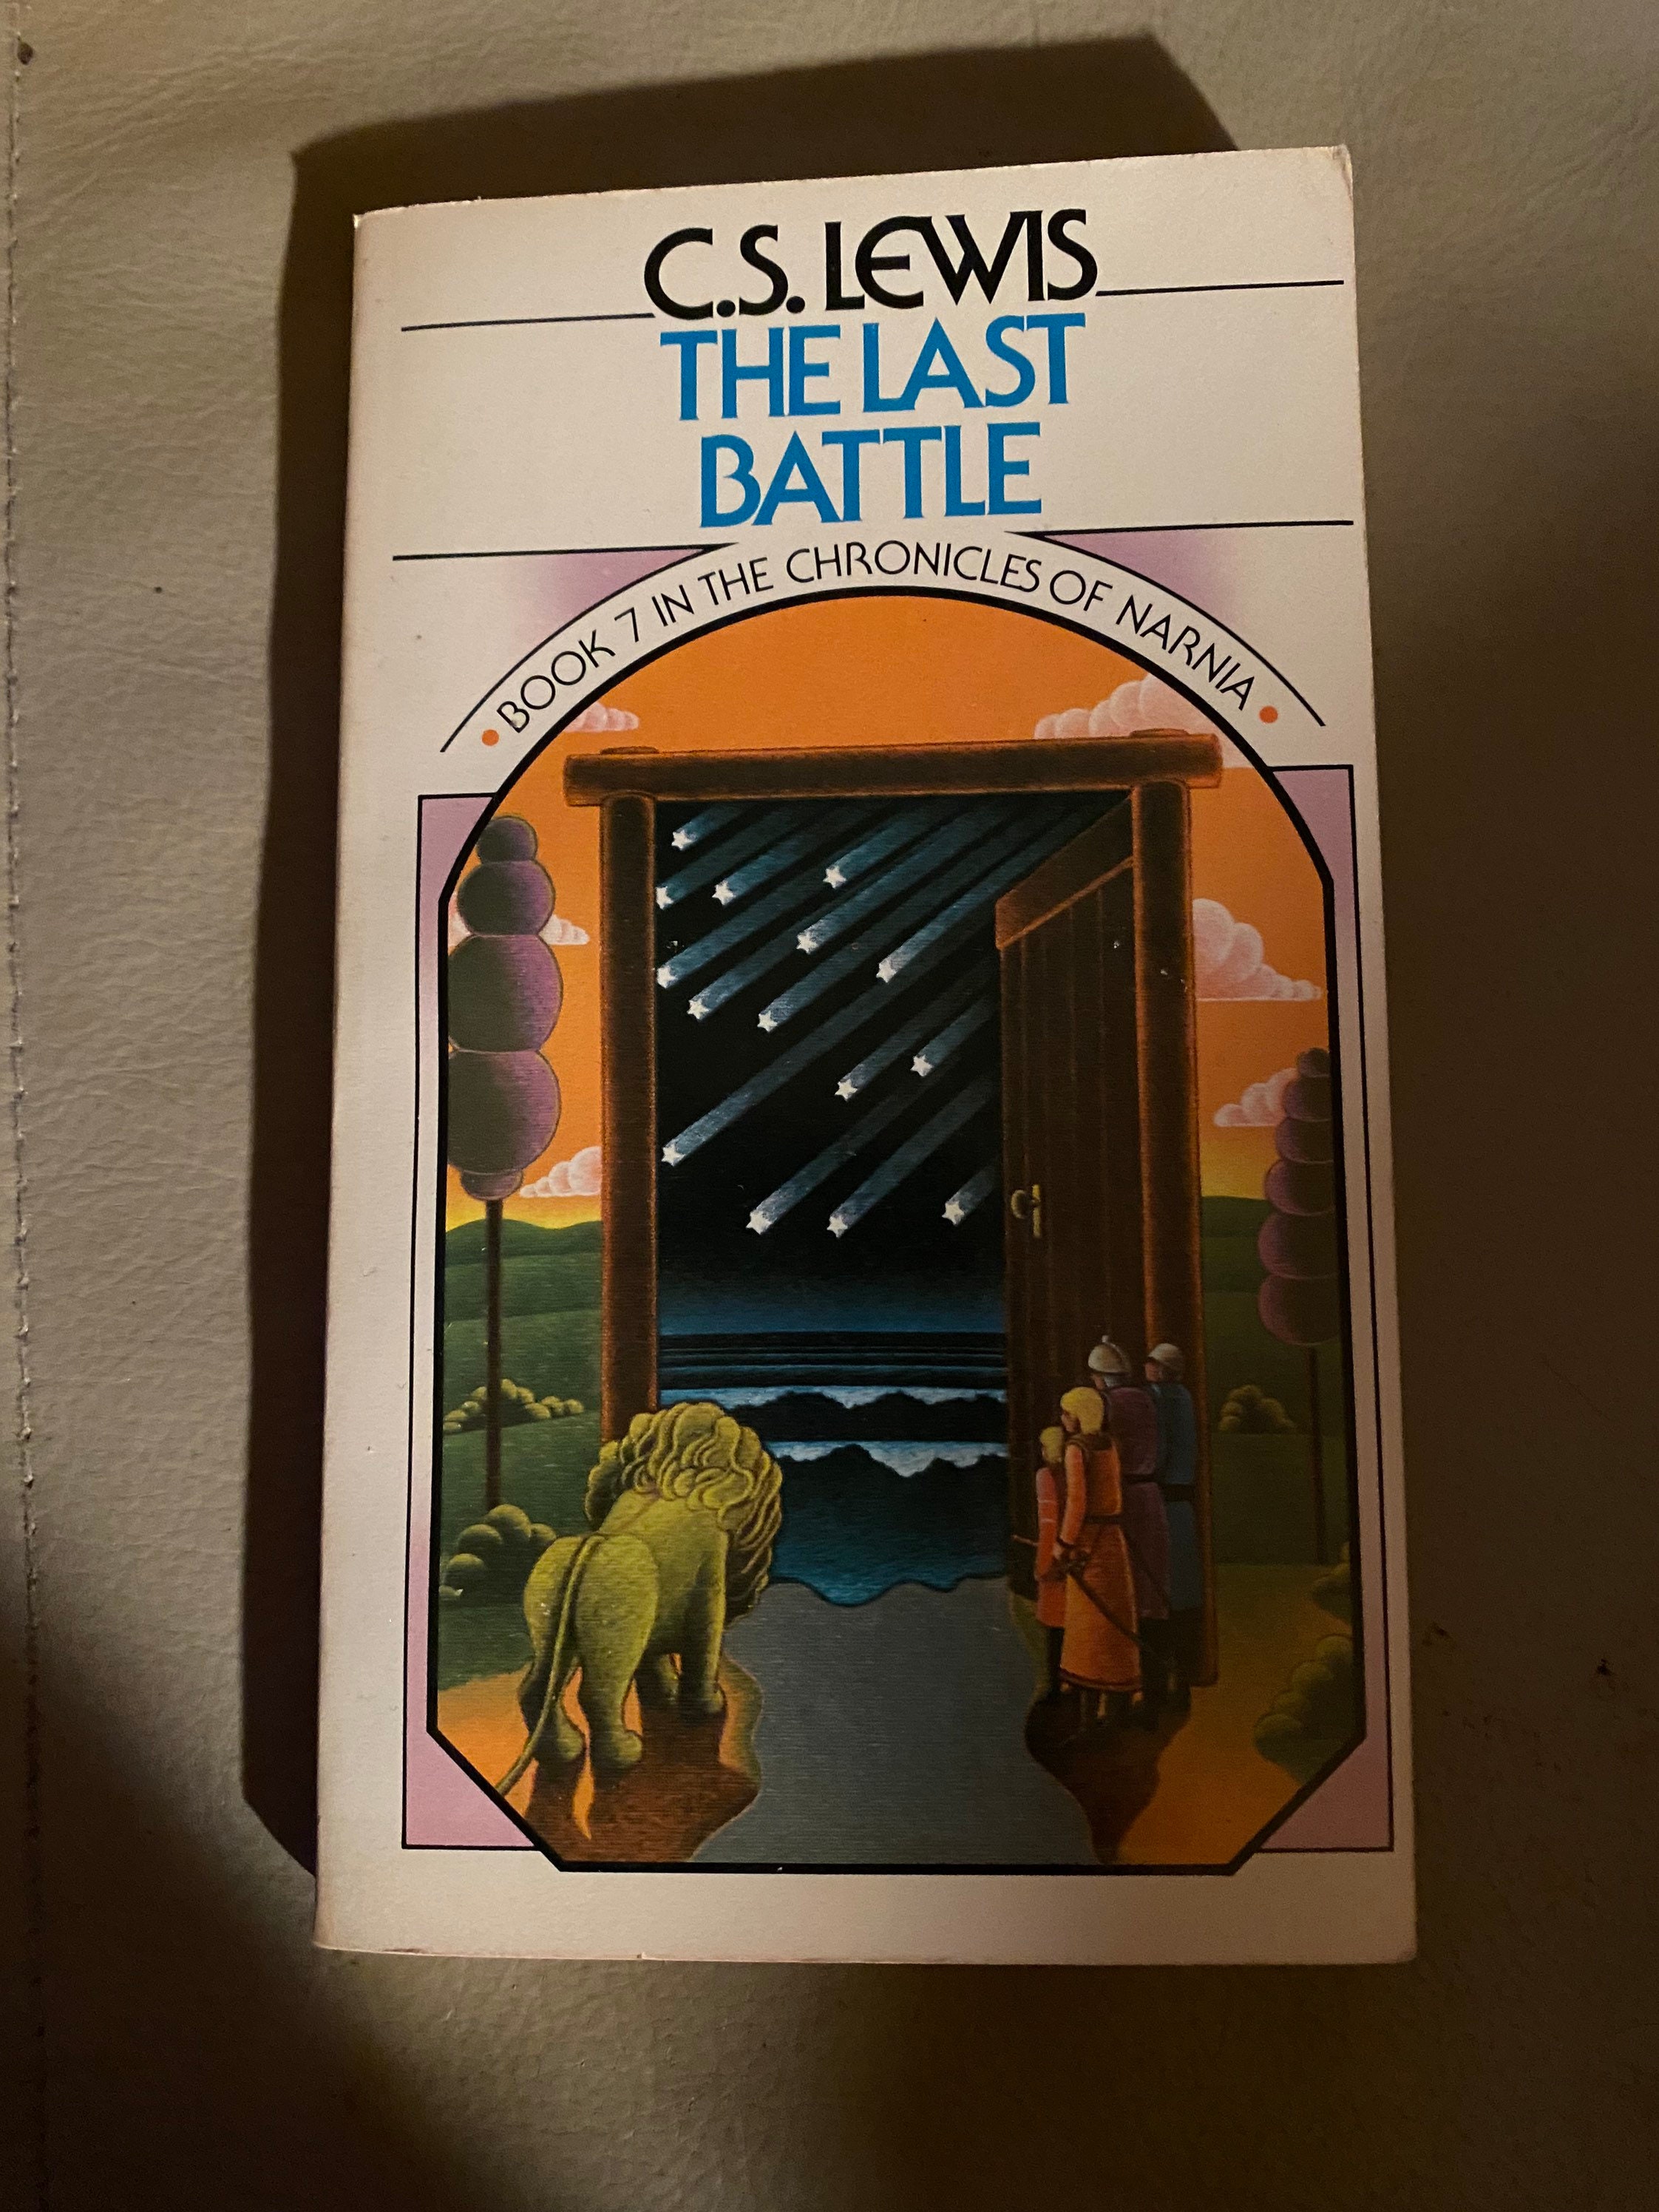 C.S. LEWIS
THE LAST
BATTLE
• BOOK 7 IN THE CHRONICLES OF NARNIA •